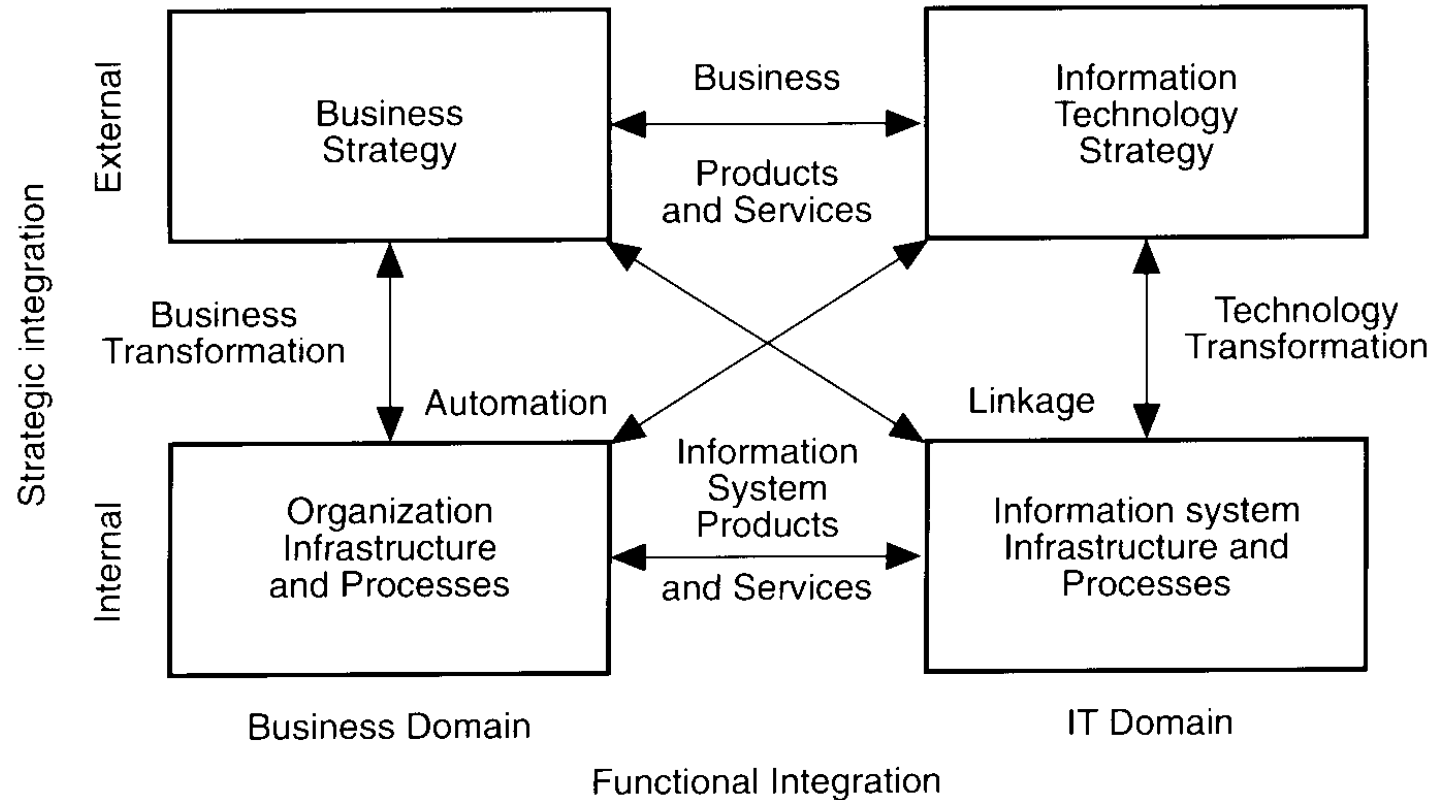 External
Business
Strategy
Business
Products
and Services
Information
Technology
Strategy
Strategic integration
Business
Transformation
Automation
Linkage
Technology
Transformation
Internal
Organization
Infrastructure
and Processes
Information
System
Products
and Services
Information system
Infrastructure and
Processes
Business Domain
IT Domain
Functional Integration